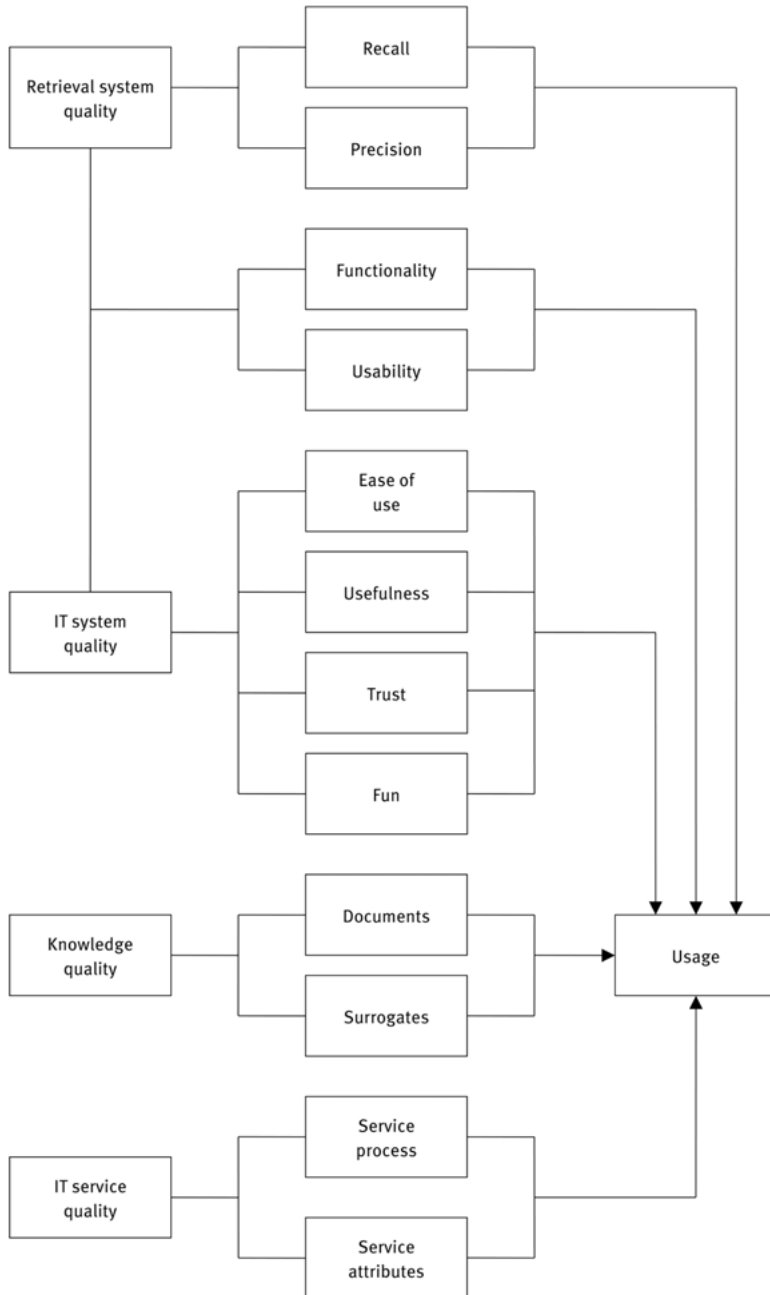 Recall
Retrieval system
quality
Precision
Functionality
Usability
Ease of
use
Usefulness
IT system
quality
Trust
Fun
Documents
Knowledge
quality
Usage
Surrogates
Service
process
IT service
quality
Service
attributes